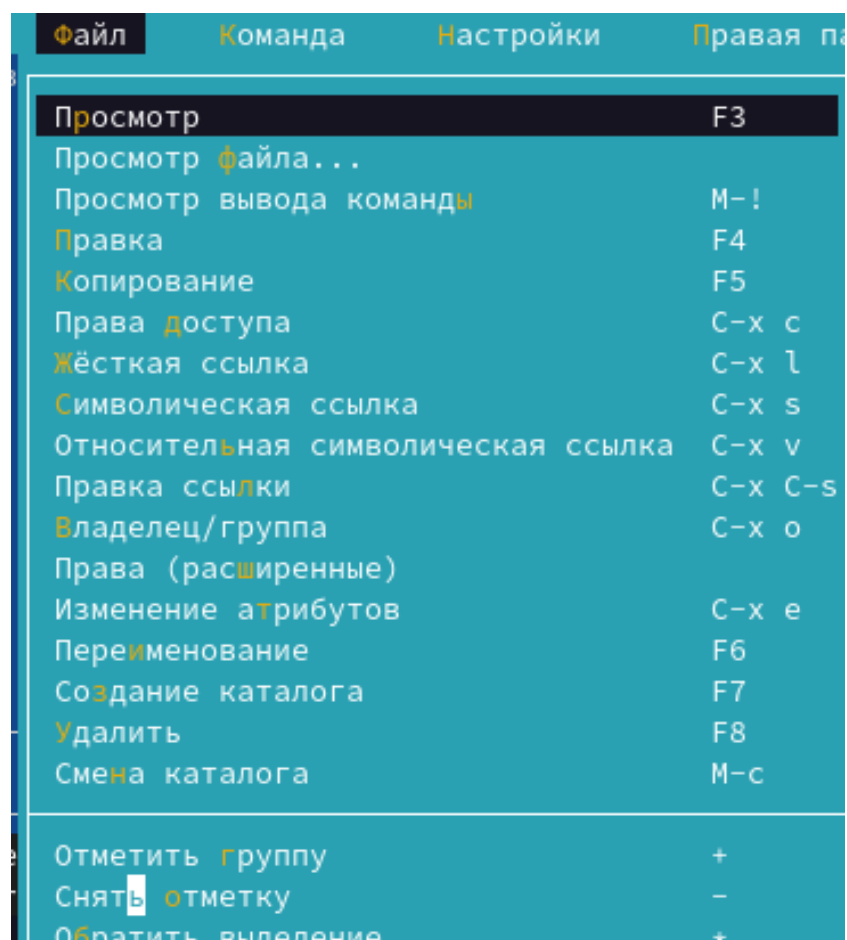 Файл Команда Настройки Правая
Просмотр F3
Просмотр файла...
Просмотр вывода команды M-!
Правка F4
Копирование F5
Права доступа C-x c
Жёсткая ссылка C-x l
Символическая ссылка C-x s
Относительная символическая ссылка C-x v
Правка ссылки C-x C-s
Владелец/группа C-x o
Права (расширенные)
Изменение атрибутов C-x e
Переименование F6
Создание каталога F7
Удалить F8
Смена каталога M-c
Отметить группу +
Снять отметку -
Обратить выделение